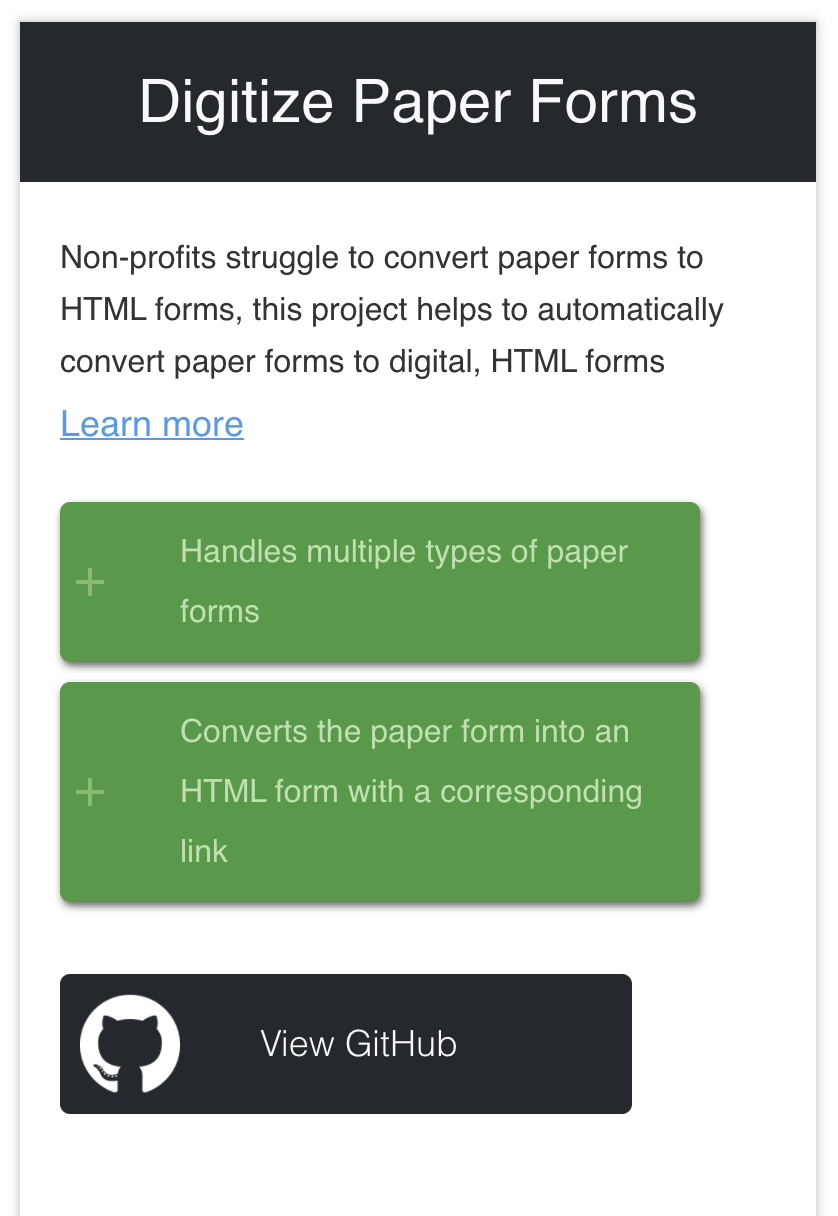 Digitize Paper Forms
Non-profits struggle to convert paper forms to
HTML forms, this project helps to automatically
convert paper forms to digital, HTML forms
Learn more
+ Handles multiple types of paper
forms
+ Converts the paper form into an
HTML form with a corresponding
link
View GitHub